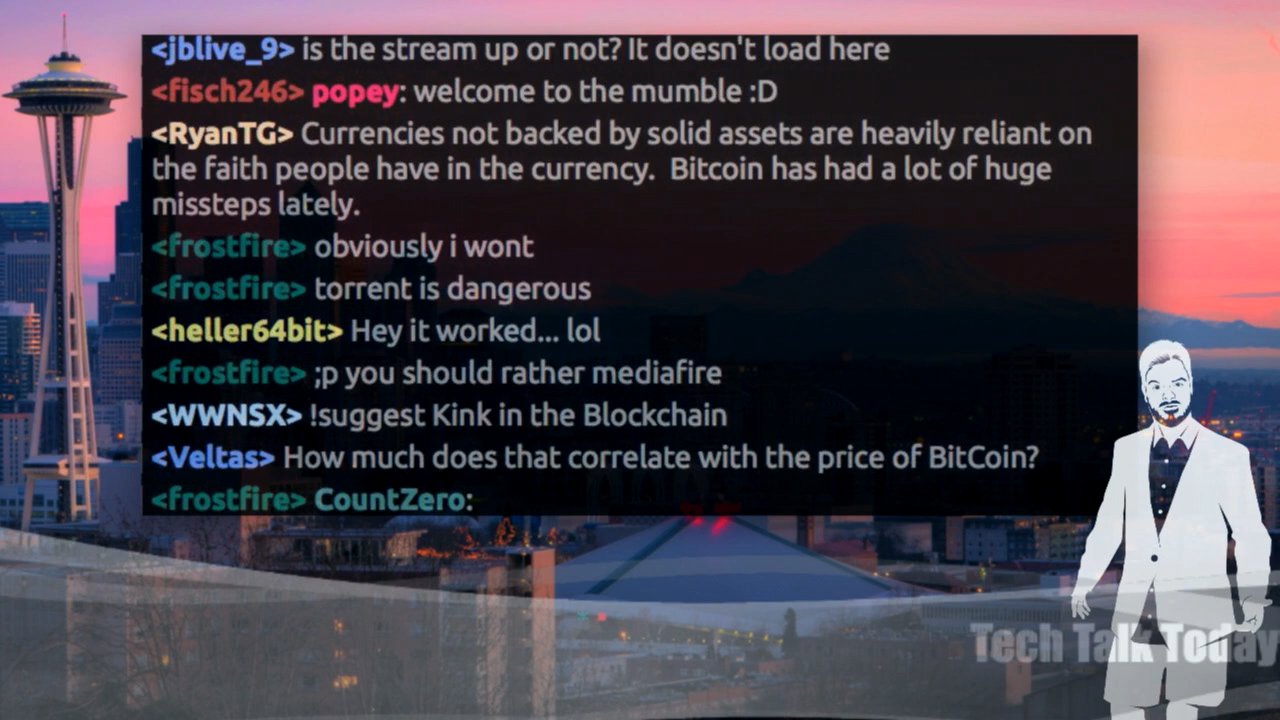 <jblive_9> is the stream up or not? It doesn't load here
<fisch246> popey: welcome to the mumble :D
<RyanTG> Currencies not backed by solid assets are heavily reliant on
the faith people have in the currency.  Bitcoin has had a lot of huge
missteps lately.
<frostfire> obviously i wont
<frostfire> torrent is dangerous
<heller64bit> Hey it worked... lol
<frostfire> ;p you should rather mediafire
<WWNSX> !suggest Kink in the Blockchain
<Veltas> How much does that correlate with the price of BitCoin?
<frostfire> CountZero:
Tech Talk Today